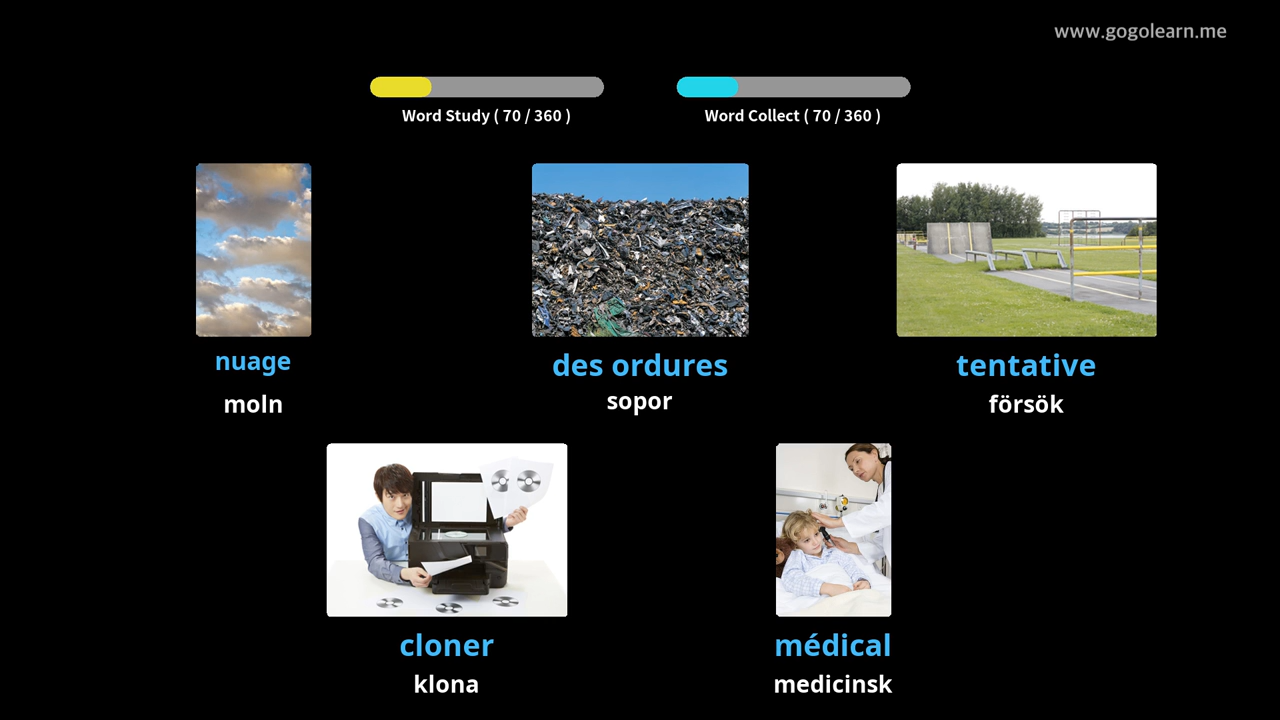 www.gogolearn.me
Word Study ( 70 / 360 )
Word Collect ( 70 / 360 )
nuage
moln
des ordures
sopor
tentative
försök
cloner
klona
médical
medicinsk